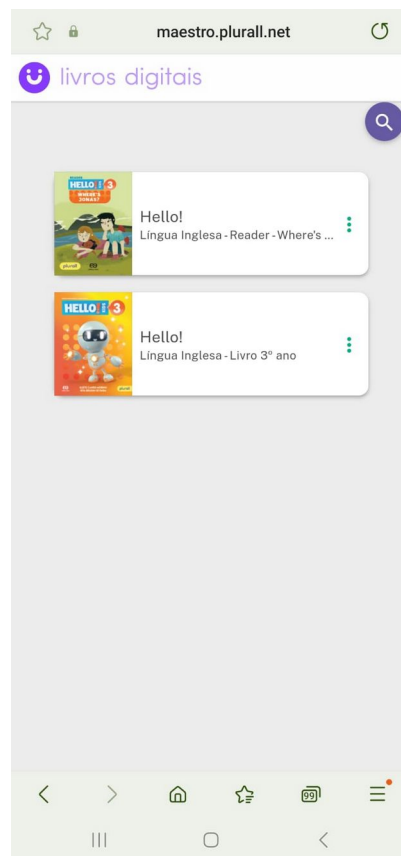 maestro.plurall.net
livros digitais
HELLO! 3
WHERE'S
JONAS?
plurall
Hello!
Língua Inglesa - Reader - Where's ...
HELLO! 3
plurall
Hello!
Língua Inglesa - Livro 3º ano
99